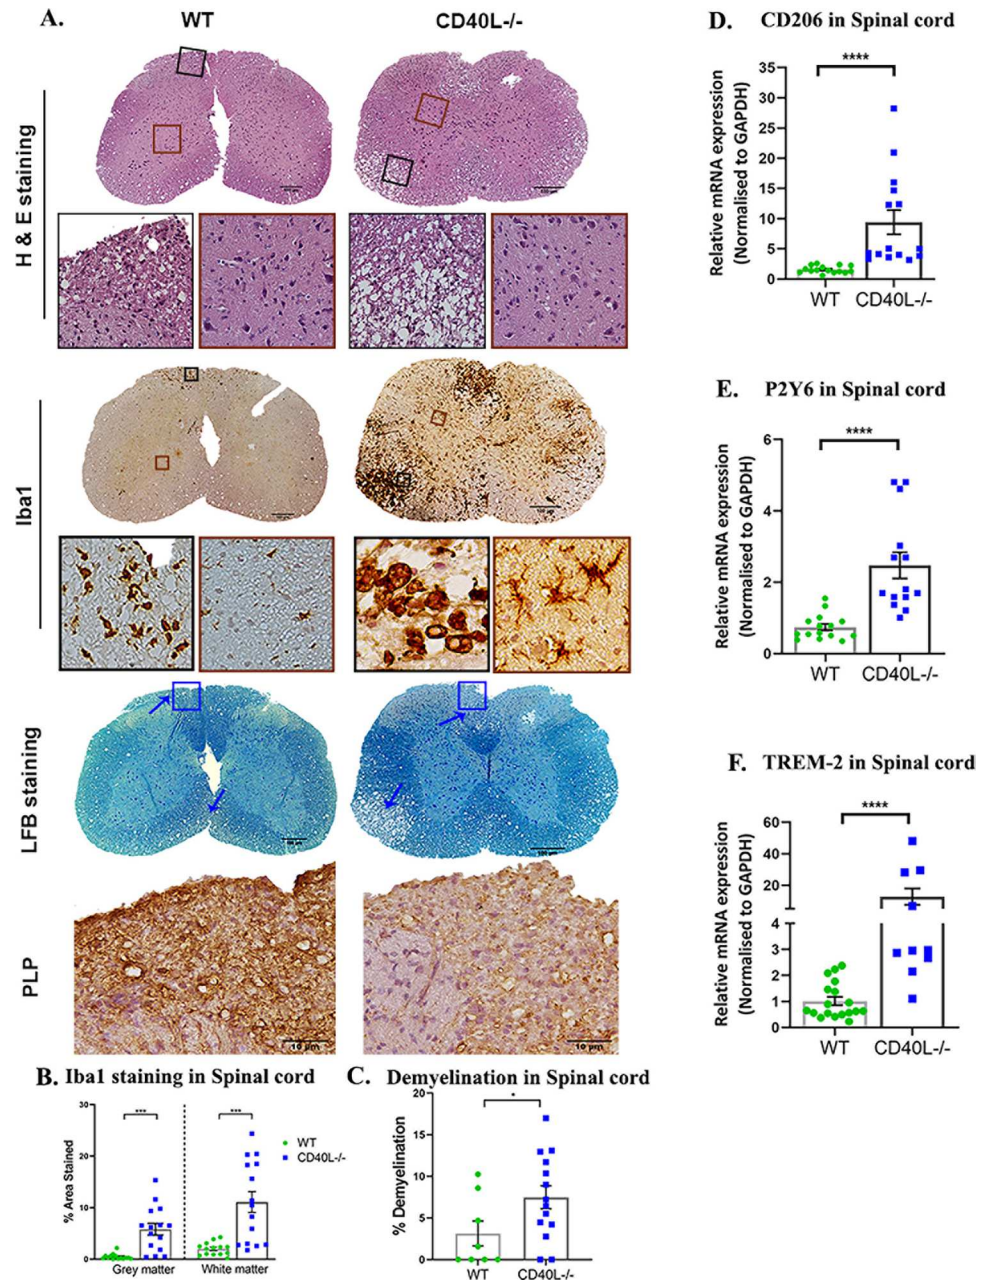 A.
WT
CD40L-/-
H & E staining
Iba1
LFB staining
PLP
10 µm
10 µm
B. Iba1 staining in Spinal cord
% Area Stained
30
20
10
0
***
***
Grey matter
White matter
WT
CD40L-/-
C. Demyelination in Spinal cord
% Demyelination
20
15
10
5
0
*
WT
CD40L-/-
D. CD206 in Spinal cord
Relative mRNA expression
(Normalised to GAPDH)
35
30
25
20
15
10
5
0
****
WT
CD40L-/-
E. P2Y6 in Spinal cord
Relative mRNA expression
(Normalised to GAPDH)
6
4
2
0
****
WT
CD40L-/-
F. TREM-2 in Spinal cord
Relative mRNA expression
(Normalised to GAPDH)
60
40
20
4
3
2
1
0
****
WT
CD40L-/-